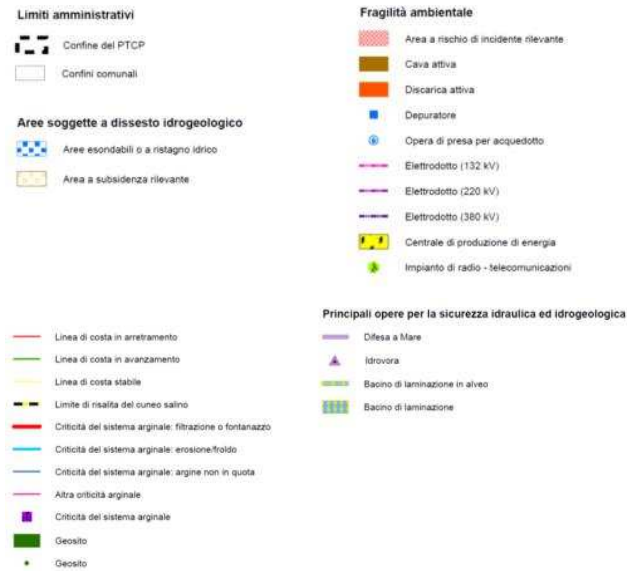 Limiti amministrativi
Confine del PTCP
Confini comunali
Aree soggette a dissesto idrogeologico
Aree esondabili o a ristagno idrico
Area a subsidenza rilevante
Fragilità ambientale
Area a rischio di incidente rilevante
Cava attiva
Discarica attiva
Depuratore
Opera di presa per acquedotto
Elettrodotto (132 kV)
Elettrodotto (220 kV)
Elettrodotto (380 kV)
Centrale di produzione di energia
Impianto di radio - telecomunicazioni
Linea di costa in arretramento
Linea di costa in avanzamento
Linea di costa stabile
Limite di risalita del cuneo salino
Criticità del sistema arginale: filtrazione o fontanazzo
Criticità del sistema arginale: erosione/froldo
Criticità del sistema arginale: argine non in quota
Altra criticità arginale
Criticità del sistema arginale
Geosito
Geosito
Principali opere per la sicurezza idraulica ed idrogeologica
Difesa a Mare
Idrovora
Bacino di laminazione in alveo
Bacino di laminazione